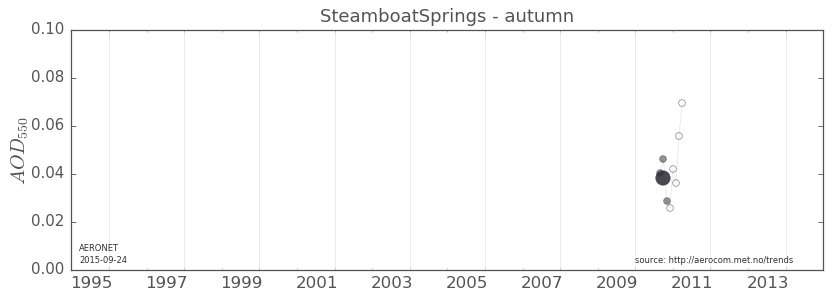 SteamboatSprings - autumn
0.10
0.08
0.06
0.04
0.02
0.00
AOD550
AERONET
2015-09-24
source: http://aerocom.met.no/trends
1995 1997 1999 2001 2003 2005 2007 2009 2011 2013